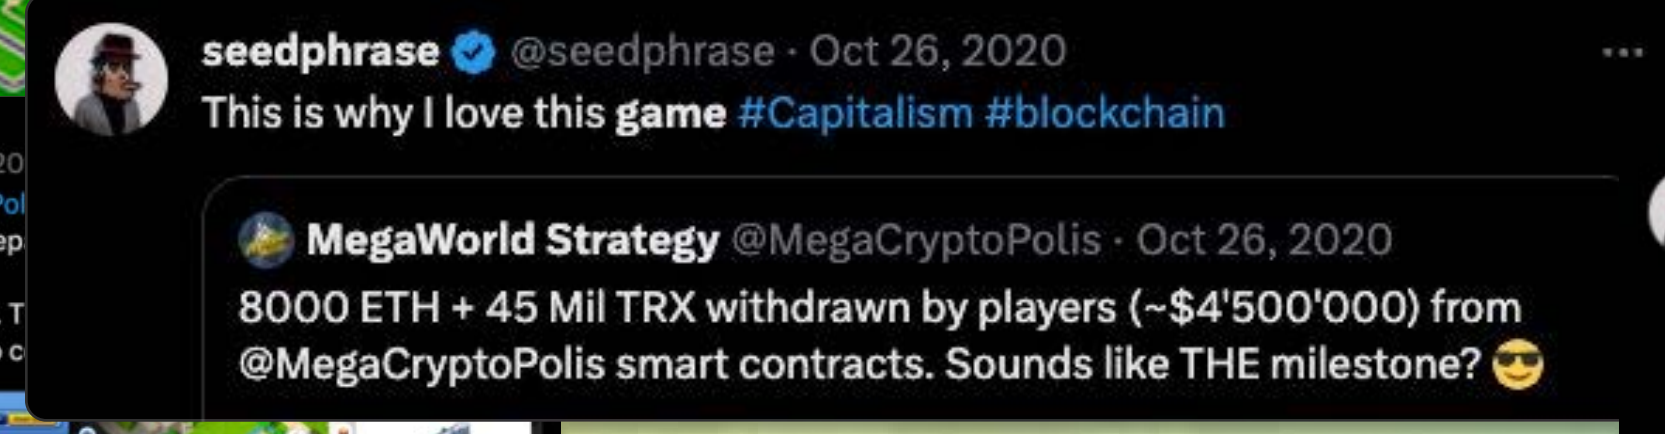 seedphrase @seedphrase · Oct 26, 2020
This is why I love this game #Capitalism #blockchain
MegaWorld Strategy @MegaCryptoPolis · Oct 26, 2020
8000 ETH + 45 Mil TRX withdrawn by players (~$4'500'000) from
@MegaCryptoPolis smart contracts. Sounds like THE milestone? 😎